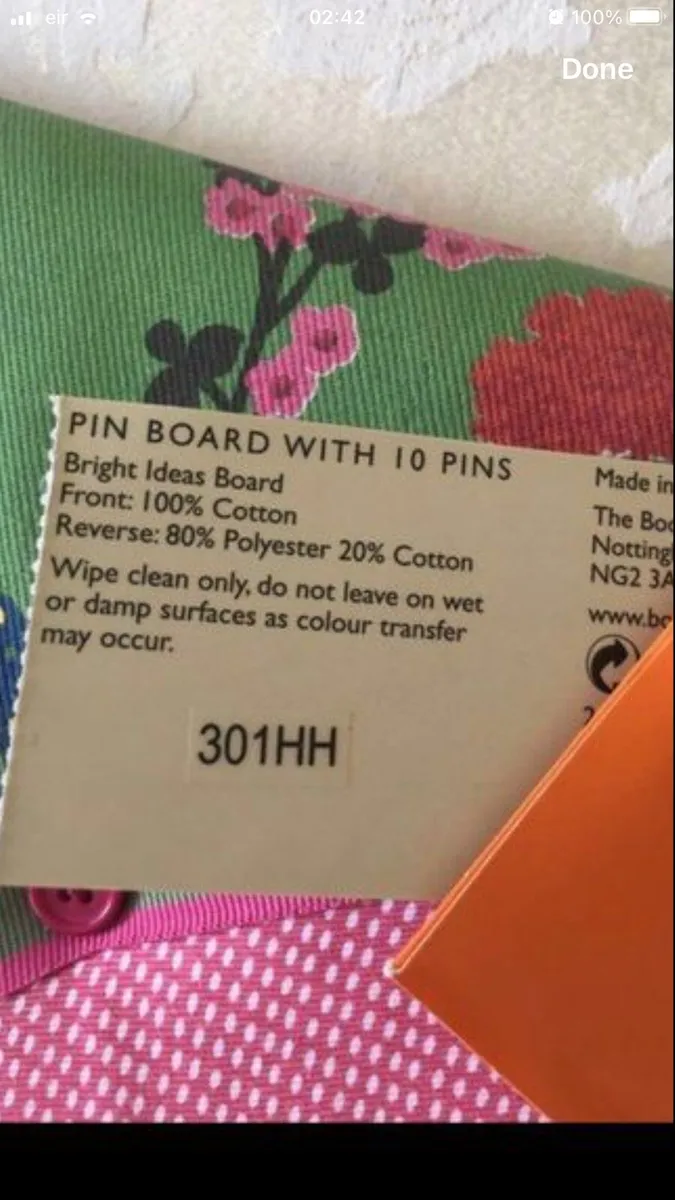 eir 02:42 100%
Done
PIN BOARD WITH 10 PINS
Bright Ideas Board
Front: 100% Cotton
Reverse: 80% Polyester 20% Cotton
Wipe clean only, do not leave on wet
or damp surfaces as colour transfer
may occur.
301HH
Made in
The
NG2